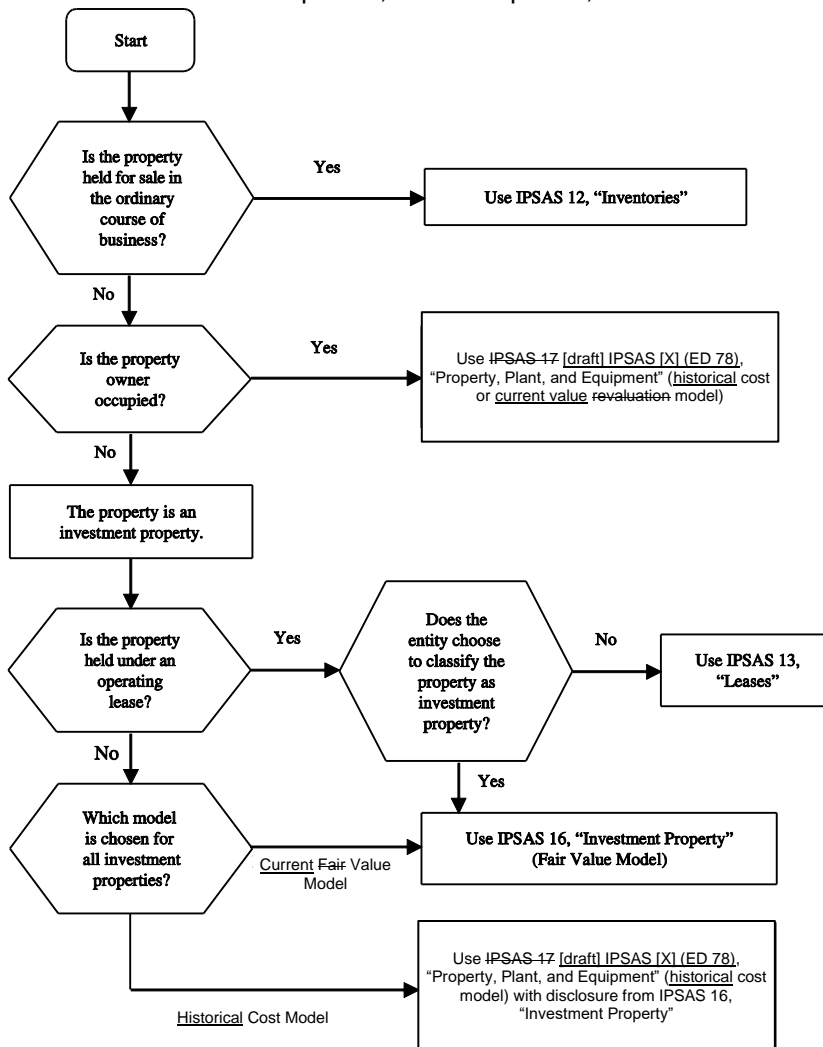 Start
Is the property
held for sale in
the ordinary
course of
business?
Yes
Use IPSAS 12, “Inventories”
No
Is the property
owner
occupied?
Yes
Use IPSAS 17 [draft] IPSAS [X] (ED 78),
“Property, Plant, and Equipment” (historical cost
or current value revaluation model)
No
The property is an
investment property.
Is the property
held under an
operating
lease?
Yes
Does the
entity choose
to classify the
property as
investment
property?
No
Use IPSAS 13,
“Leases”
No
Yes
Which model
is chosen for
all investment
properties?
Current Fair Value
Model
Use IPSAS 16, “Investment Property”
(Fair Value Model)
Historical Cost Model
Use IPSAS 17 [draft] IPSAS [X] (ED 78),
“Property, Plant, and Equipment” (historical cost
model) with disclosure from IPSAS 16,
“Investment Property”